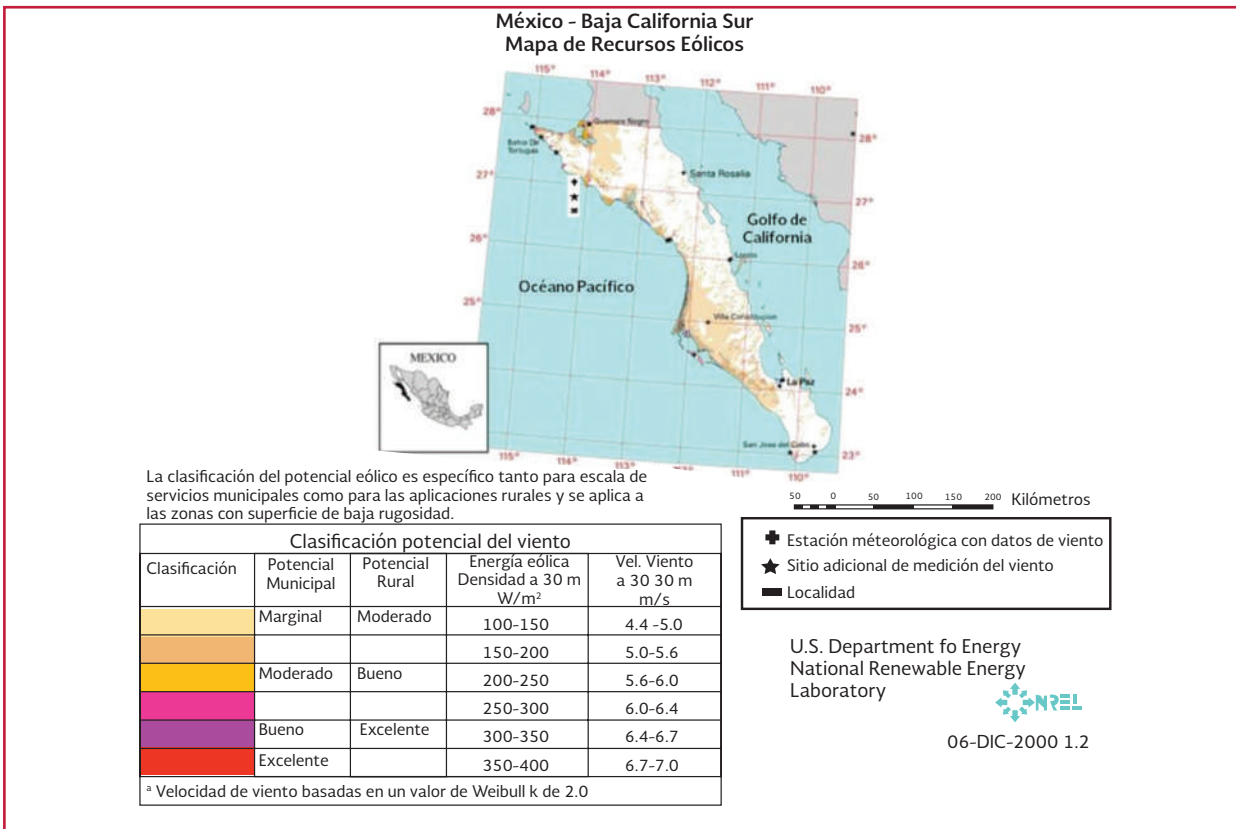 México - Baja California Sur
Mapa de Recursos Eólicos
115° 114° 113° 112° 111° 110°
28°
Guerrero Negro
28°
Bahia De
Tortugas
27°
Santa Rosalia
27°
Golfo de
California
26°
Loreto
26°
Océano Pacífico
25°
Villa Constitucion
25°
MEXICO
La Paz
24°
San Jose del Cabo
23°
115° 114° 113° 112° 111° 110°
La clasificación del potencial eólico es específico tanto para escala de
servicios municipales como para las aplicaciones rurales y se aplica a
las zonas con superficie de baja rugosidad.
50 0 50 100 150 200 Kilómetros
Clasificación potencial del viento
Clasificación Potencial Municipal Potencial Rural Energía eólica Densidad a 30 m W/m² Vel. Viento a 30 30 m m/s
Marginal Moderado 100-150 4.4 -5.0
150-200 5.0-5.6
Moderado Bueno 200-250 5.6-6.0
250-300 6.0-6.4
Bueno Excelente 300-350 6.4-6.7
Excelente 350-400 6.7-7.0
ª Velocidad de viento basadas en un valor de Weibull k de 2.0
Estación méteorológica con datos de viento
Sitio adicional de medición del viento
Localidad
U.S. Department fo Energy
National Renewable Energy
Laboratory
NREL
06-DIC-2000 1.2